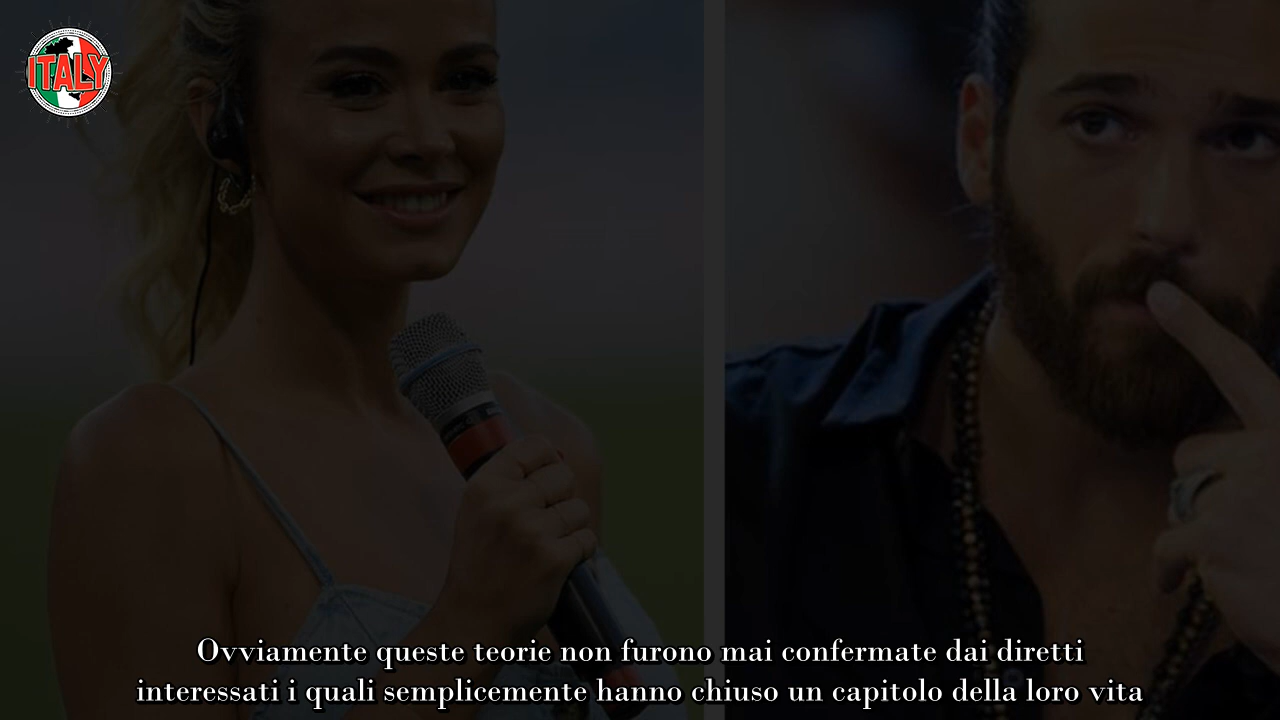 ITALY
Ovviamente queste teorie non furono mai confermate dai diretti
interessati i quali semplicemente hanno chiuso un capitolo della loro vita